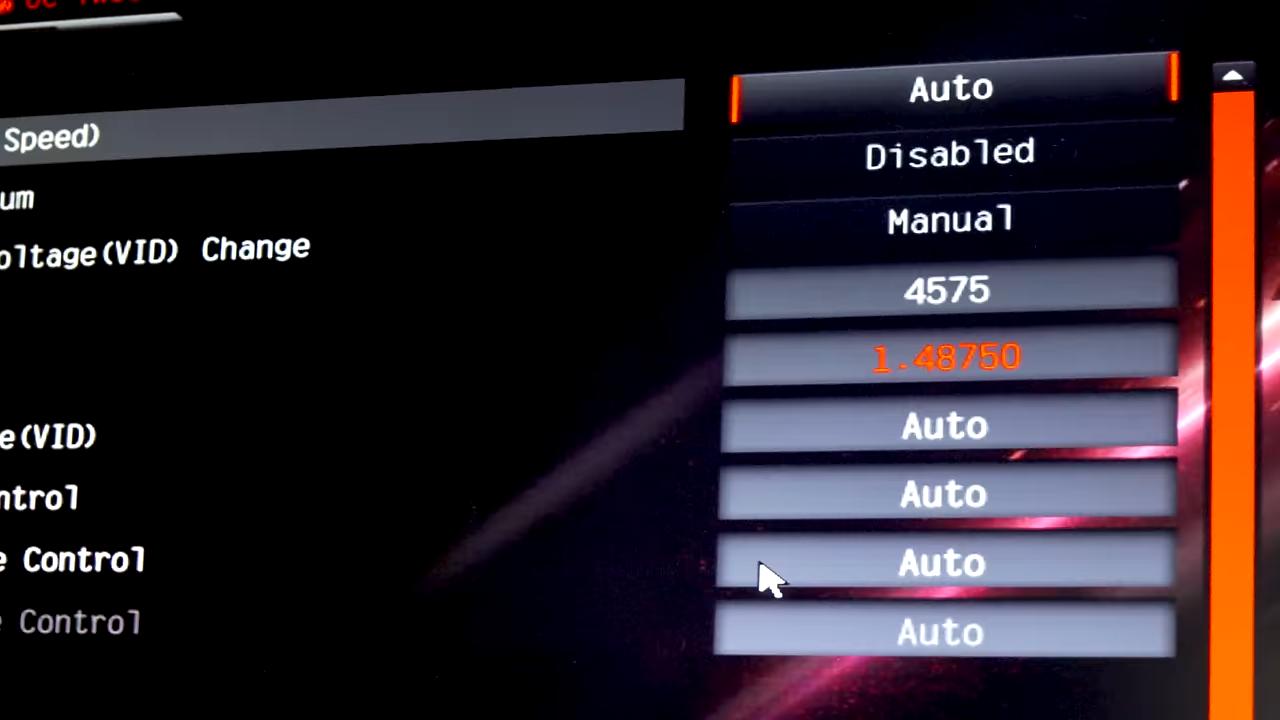 Speed)
Auto
um
Disabled
oltage(VID) Change
Manual
4575
1.48750
e(VID)
Auto
ntrol
Auto
e Control
Auto
e Control
Auto